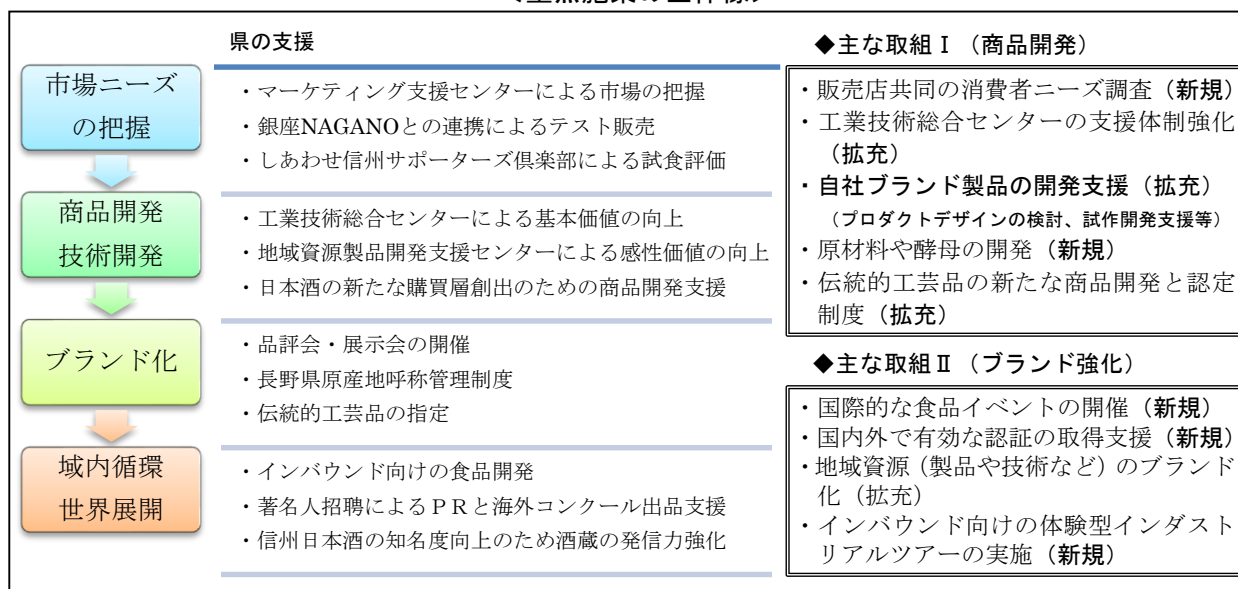 県の支援
市場ニーズ
の把握
・マーケティング支援センターによる市場の把握
・銀座NAGANOとの連携によるテスト販売
・しあわせ信州サポーターズ倶楽部による試食評価
商品開発
技術開発
・工業技術総合センターによる基本価値の向上
・地域資源製品開発支援センターによる感性価値の向上
・日本酒の新たな購買層創出のための商品開発支援
ブランド化
・品評会・展示会の開催
・長野県原産地呼称管理制度
・伝統的工芸品の指定
域内循環
世界展開
・インバウンド向けの食品開発
・著名人招聘によるPRと海外コンクール出品支援
・信州日本酒の知名度向上のため酒蔵の発信力強化
◆主な取組Ⅰ（商品開発）
・販売店共同の消費者ニーズ調査（新規）
・工業技術総合センターの支援体制強化
（拡充）
・自社ブランド製品の開発支援（拡充）
（プロダクトデザインの検討、試作開発支援等）
・原材料や酵母の開発（新規）
・伝統的工芸品の新たな商品開発と認定
制度（拡充）
◆主な取組Ⅱ（ブランド強化）
・国際的な食品イベントの開催（新規）
・国内外で有効な認証の取得支援（新規）
・地域資源（製品や技術など）のブランド
化（拡充）
・インバウンド向けの体験型インダスト
リアルツアーの実施（新規）